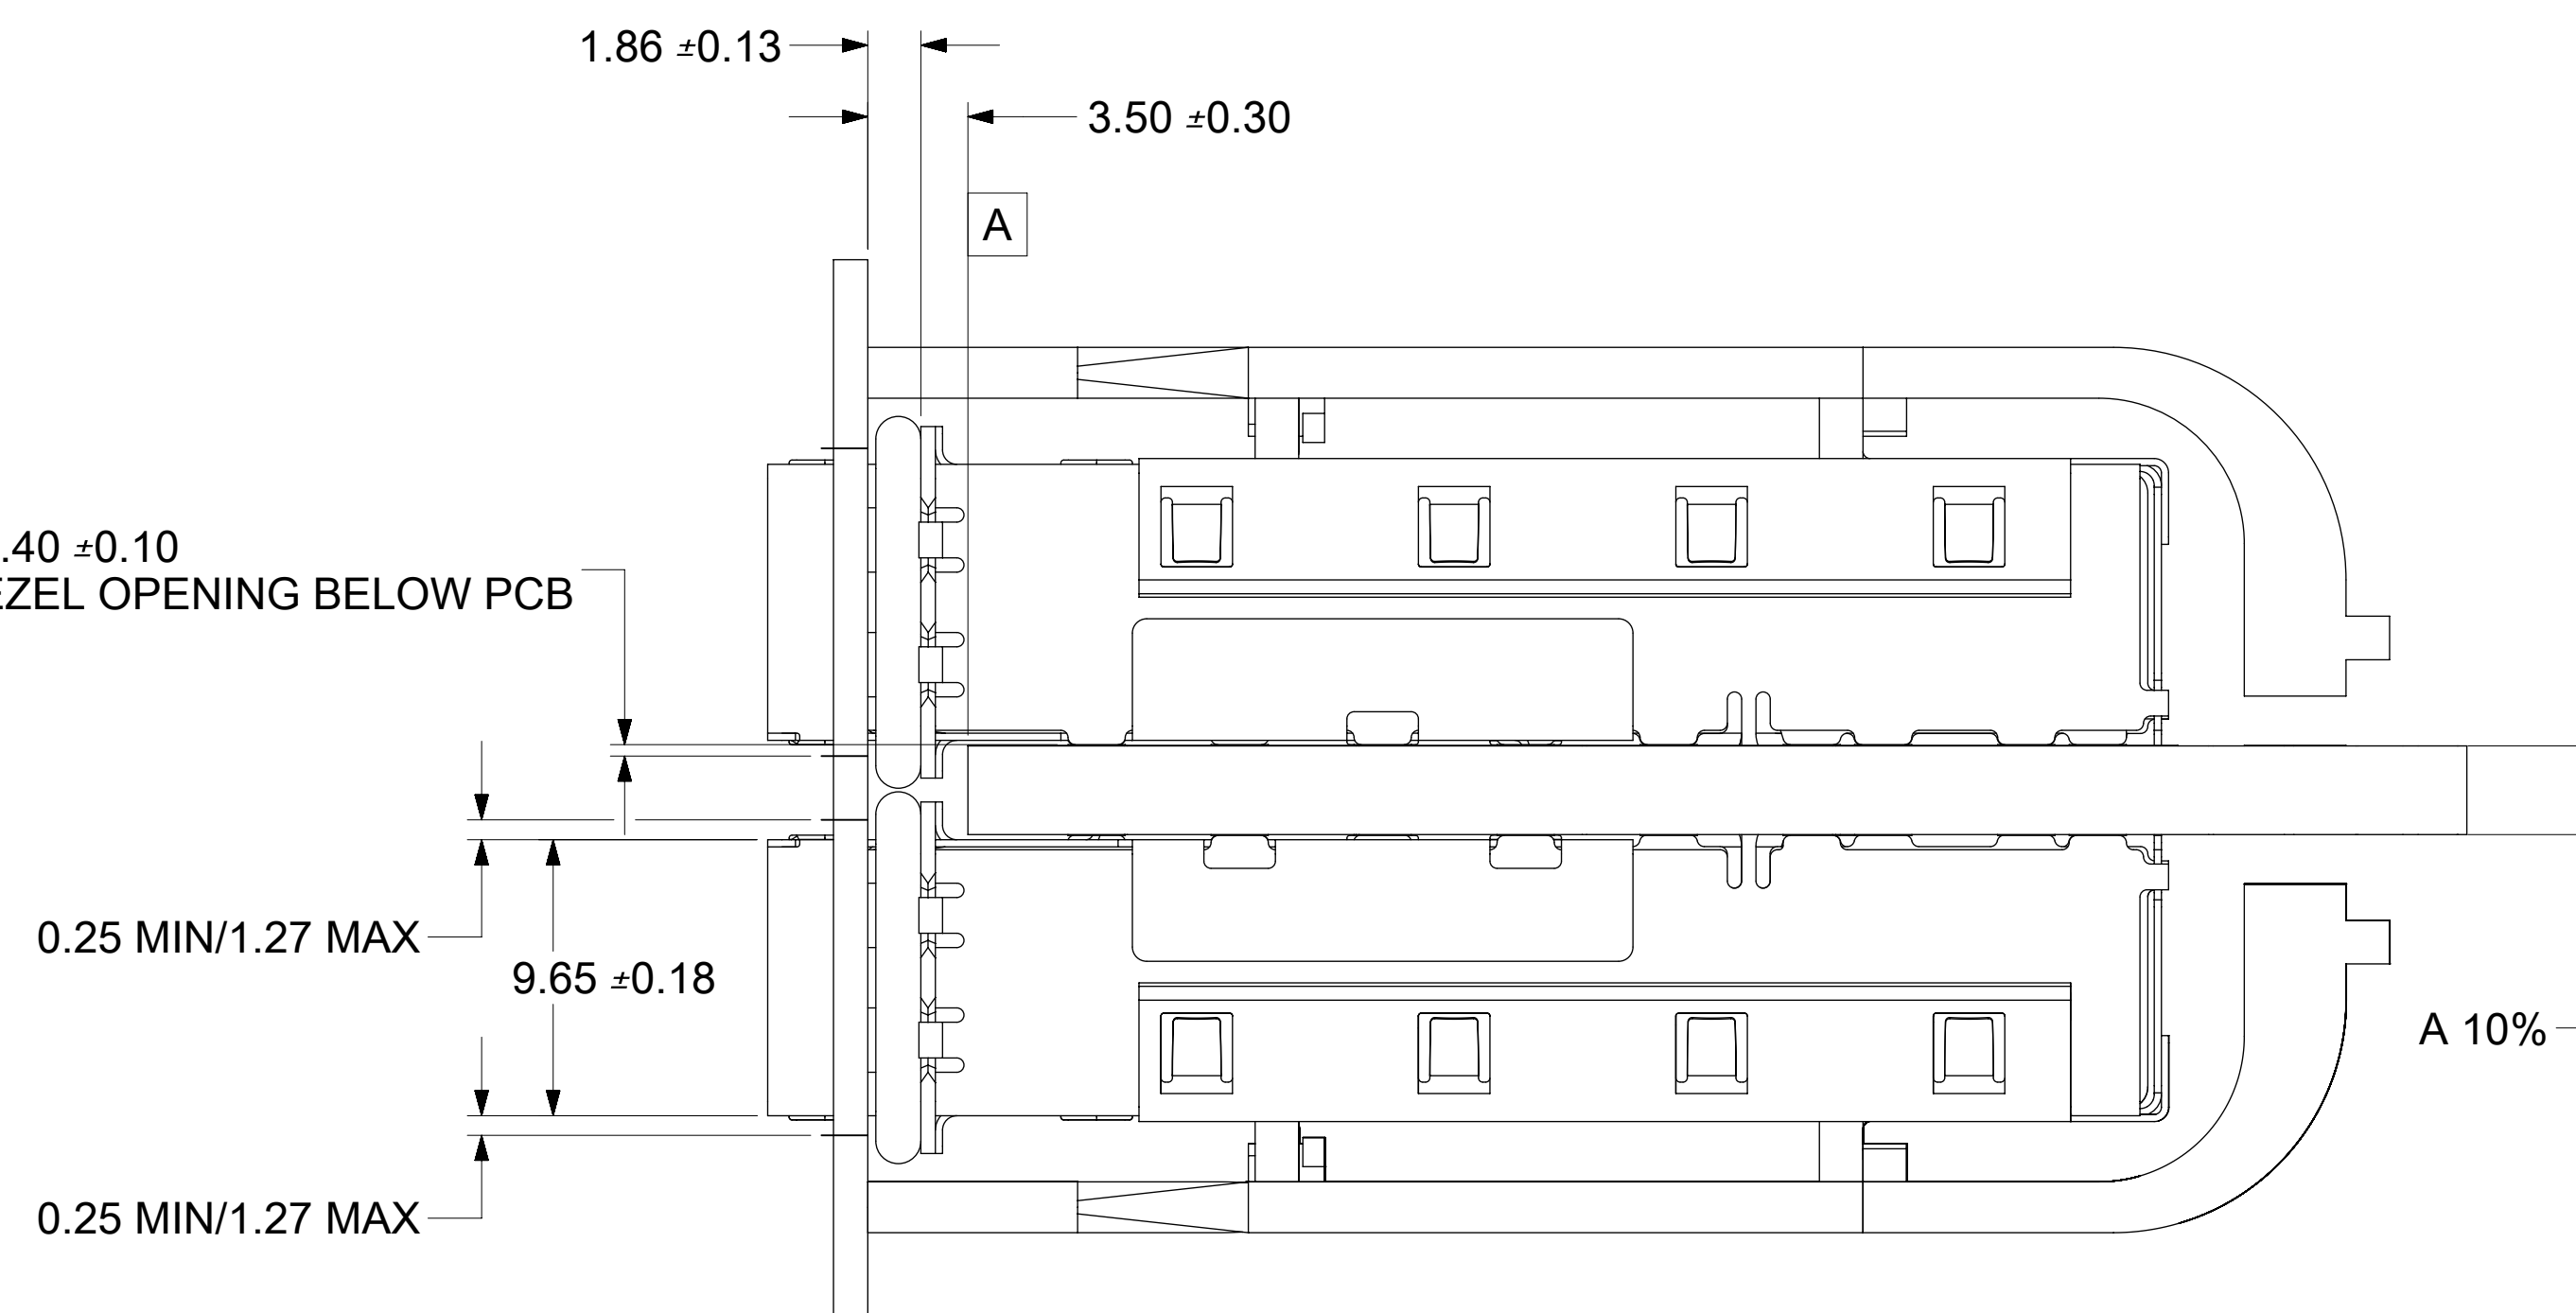 1.86 ±0.13
3.50 ±0.30
A
.40 ±0.10
EZEL OPENING BELOW PCB
0.25 MIN/1.27 MAX
9.65 ±0.18
A 10%
0.25 MIN/1.27 MAX